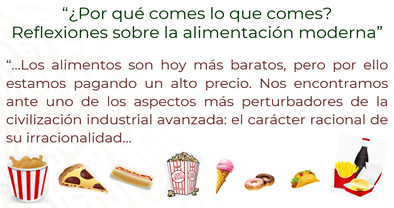 “¿Por qué comes lo que comes?
Reflexiones sobre la alimentación moderna”
“...Los alimentos son hoy más baratos, pero por ello
estamos pagando un alto precio. Nos encontramos
ante uno de los aspectos más perturbadores de la
civilización industrial avanzada: el carácter racional de
su irracionalidad...